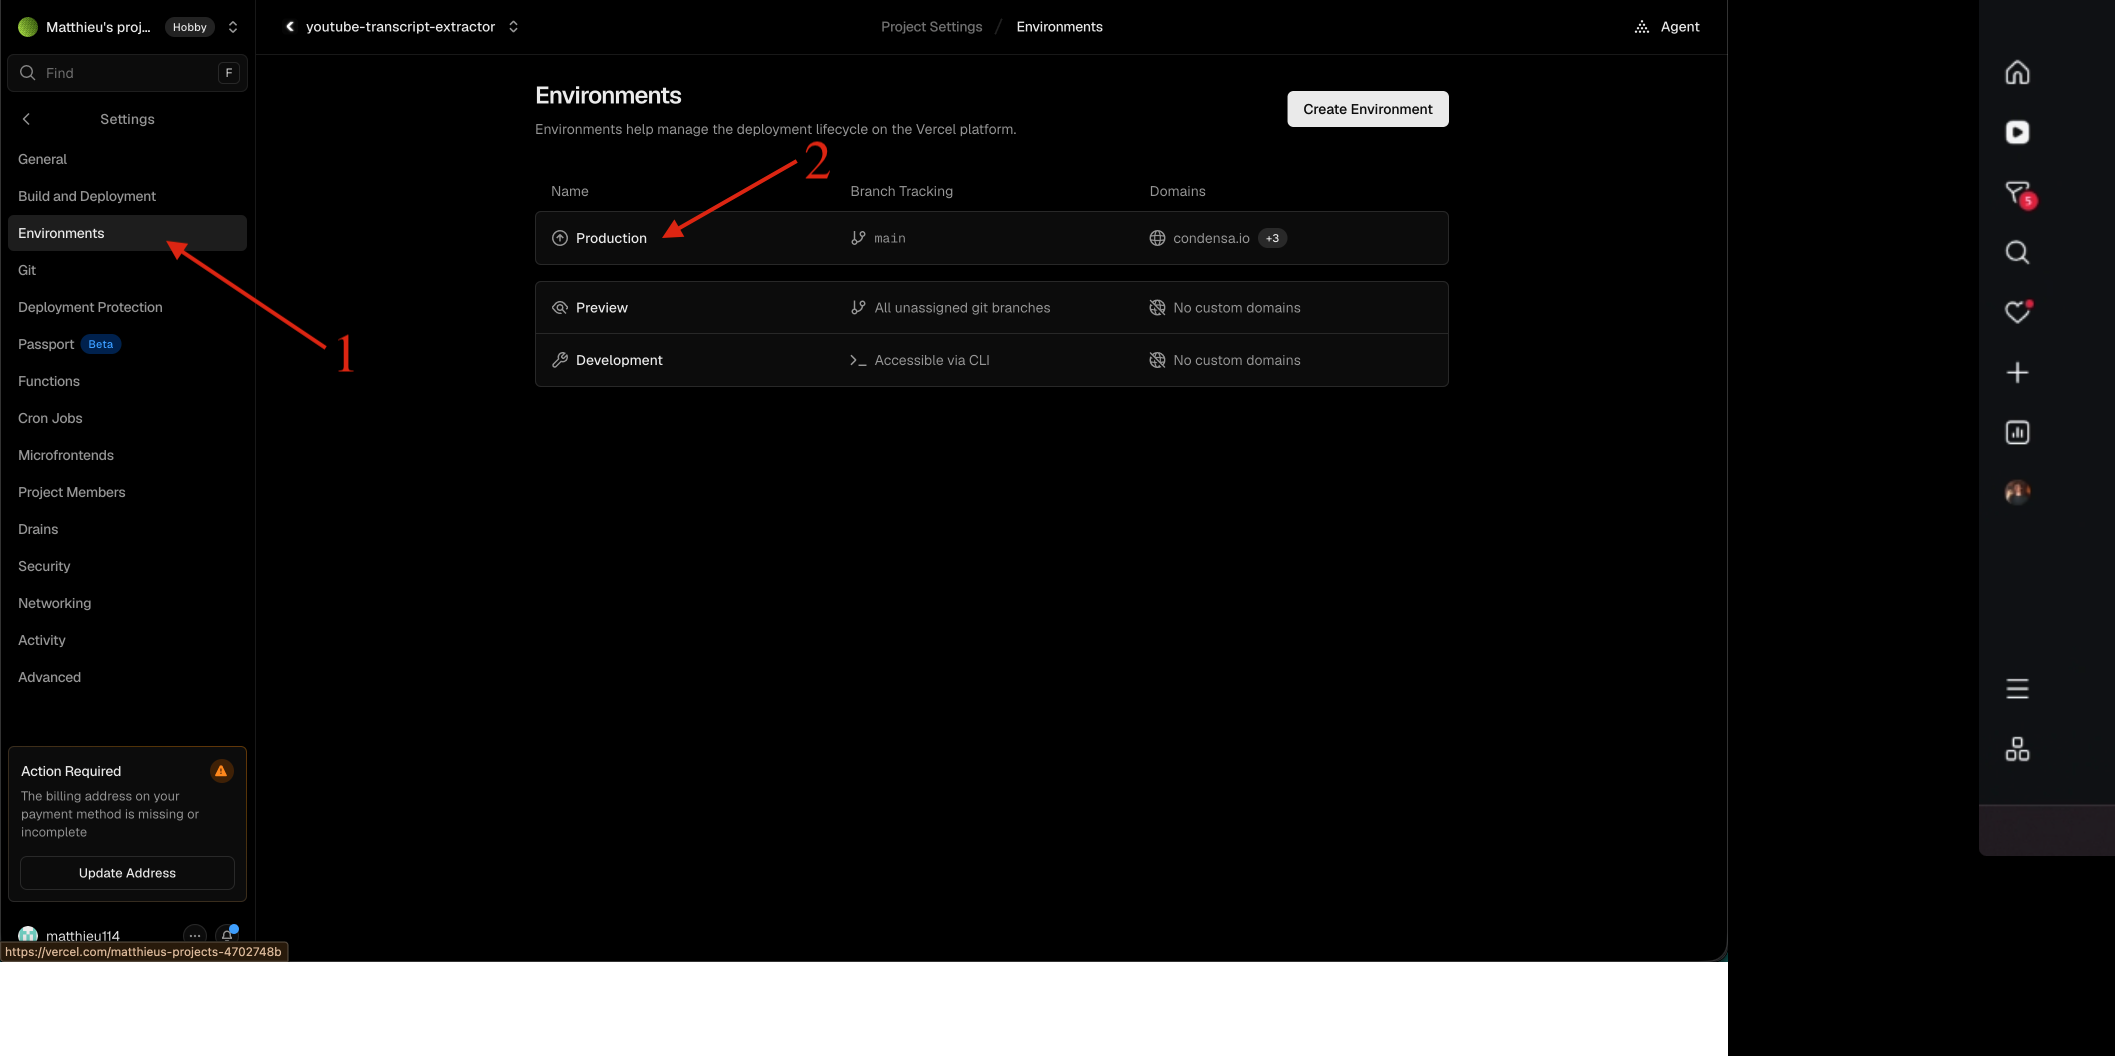 Matthieu's proj...
Hobby
Find
F
Settings
General
Build and Deployment
Environments
Git
Deployment Protection
Passport Beta
Functions
Cron Jobs
Microfrontends
Project Members
Drains
Security
Networking
Activity
Advanced
Action Required
The billing address on your
payment method is missing or
incomplete
Update Address
matthieu114
https://vercel.com/matthieus-projects-4702748b
youtube-transcript-extractor
Project Settings / Environments
Agent
Environments
Create Environment
Environments help manage the deployment lifecycle on the Vercel platform.
1
2
Name Branch Tracking Domains
Production main condensa.io +3
Preview All unassigned git branches No custom domains
Development Accessible via CLI No custom domains
5